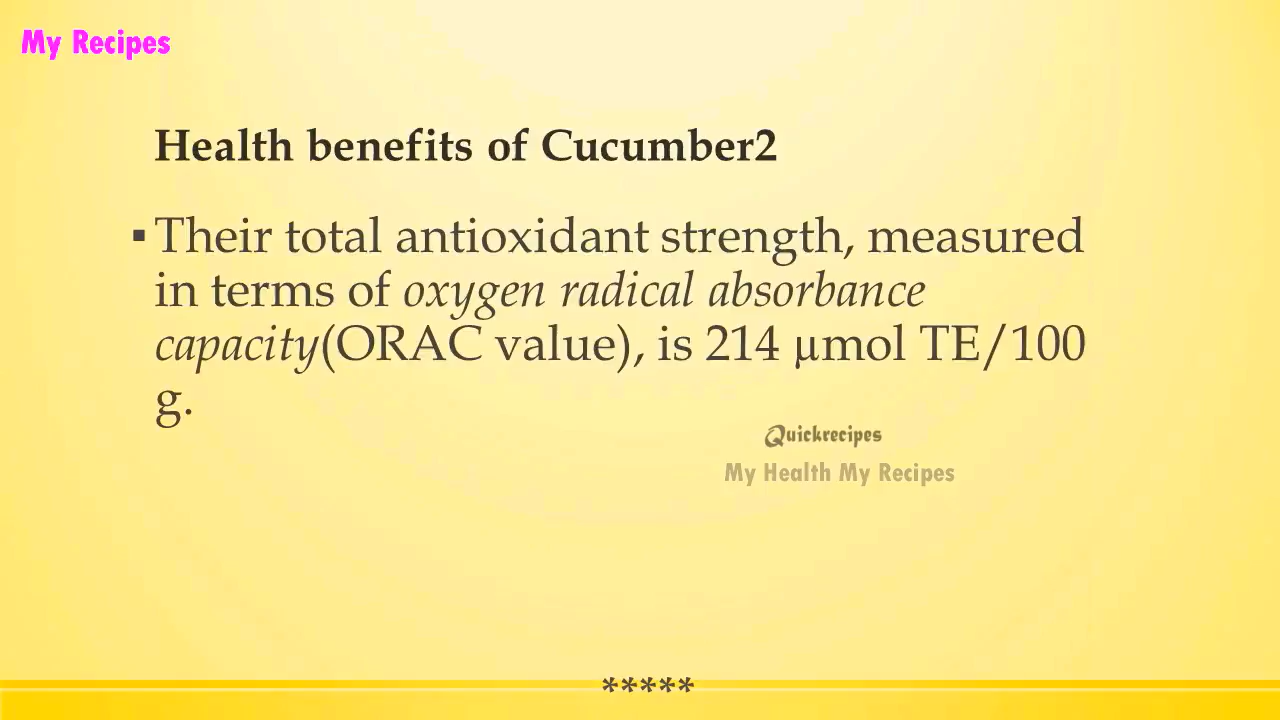 My Recipes
Health benefits of Cucumber2
▪Their total antioxidant strength, measured
in terms of oxygen radical absorbance
capacity(ORAC value), is 214 µmol TE/100
g.
Quickrecipes
My Health My Recipes
*****